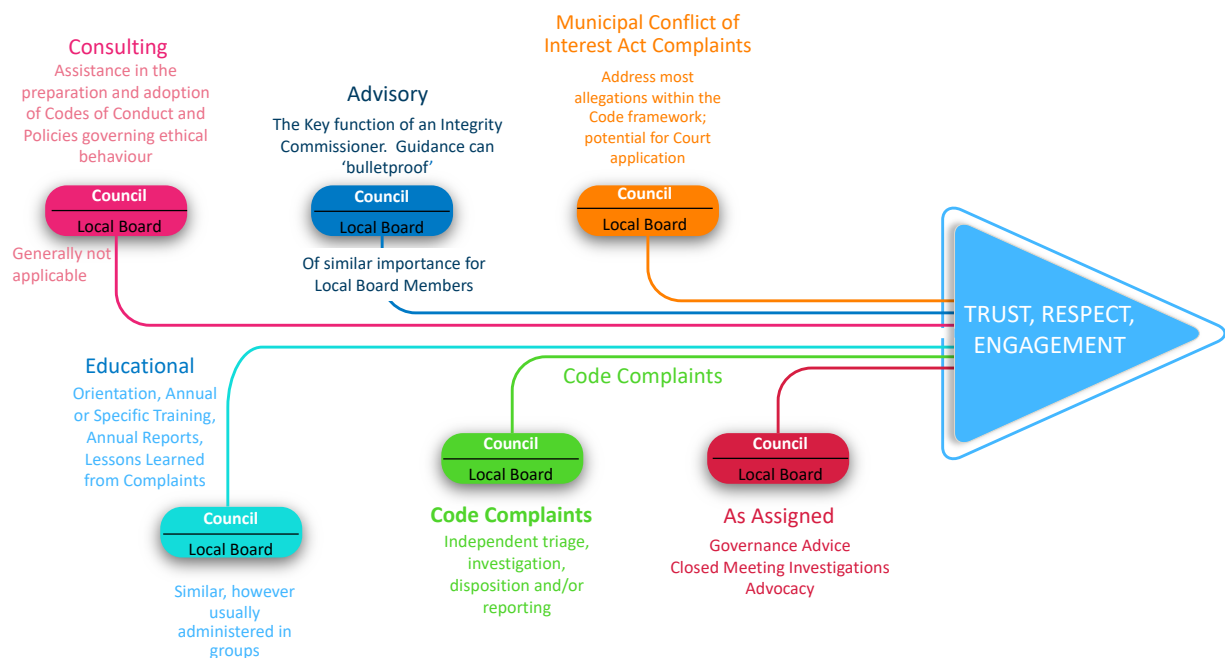 Consulting
Assistance in the
preparation and adoption
of Codes of Conduct and
Policies governing ethical
behaviour
Council
Local Board
Generally not
applicable
Advisory
The Key function of an Integrity
Commissioner.  Guidance can
‘bulletproof’
Council
Local Board
Of similar importance for
Local Board Members
Municipal Conflict of
Interest Act Complaints
Address most
allegations within the
Code framework;
potential for Court
application
Council
Local Board
TRUST, RESPECT,
ENGAGEMENT
Educational
Orientation, Annual
or Specific Training,
Annual Reports,
Lessons Learned
from Complaints
Council
Local Board
Similar, however
usually
administered in
groups
Code Complaints
Council
Local Board
Code Complaints
Independent triage,
investigation,
disposition and/or
reporting
Council
Local Board
As Assigned
Governance Advice
Closed Meeting Investigations
Advocacy